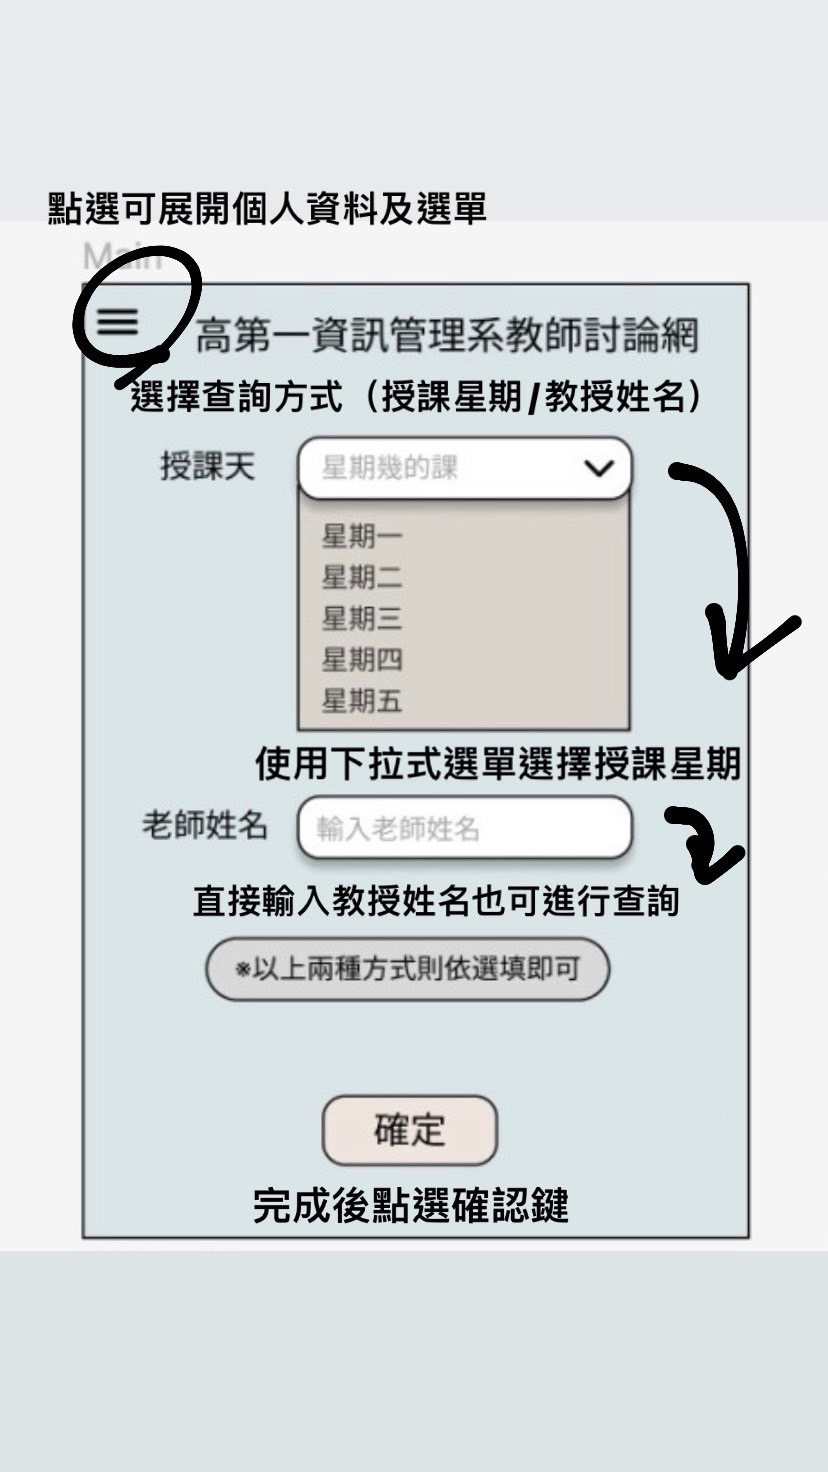 點選可展開個人資料及選單
Main
高第一資訊管理系教師討論網
選擇查詢方式（授課星期/教授姓名）
授課天
星期幾的課
星期一
星期二
星期三
星期四
星期五
使用下拉式選單選擇授課星期
老師姓名
輸入老師姓名
直接輸入教授姓名也可進行查詢
※以上兩種方式則依選填即可
確定
完成後點選確認鍵